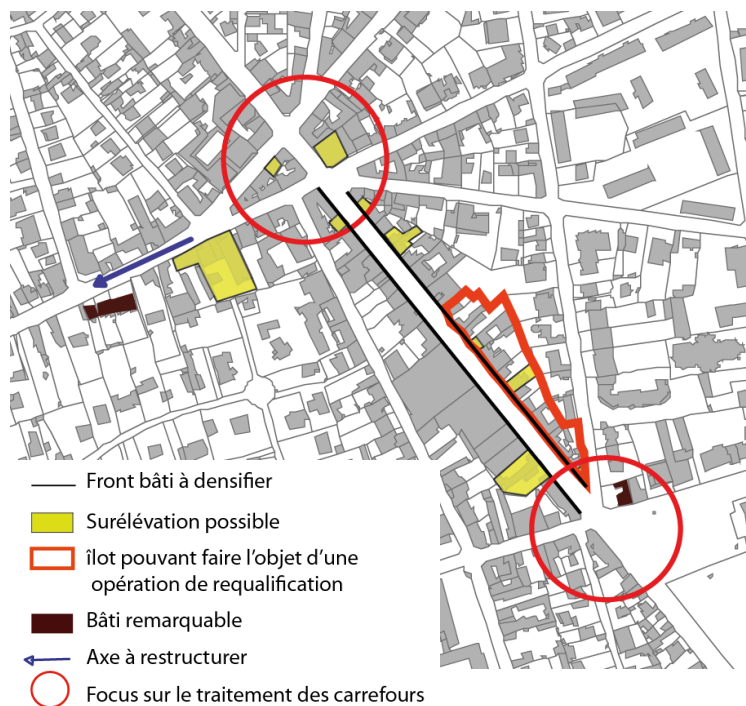 Front bâti à densifier
Surélévation possible
îlot pouvant faire l'objet d'une
opération de requalification
Bâti remarquable
Axe à restructurer
Focus sur le traitement des carrefours